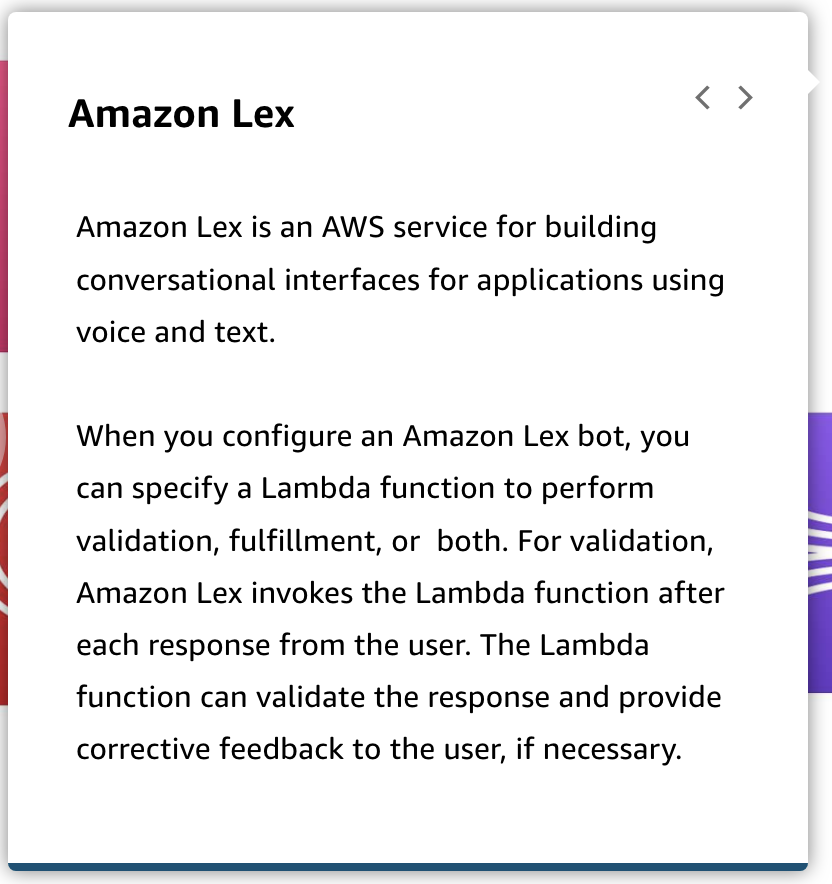 Amazon Lex
Amazon Lex is an AWS service for building
conversational interfaces for applications using
voice and text.
When you configure an Amazon Lex bot, you
can specify a Lambda function to perform
validation, fulfillment, or  both. For validation,
Amazon Lex invokes the Lambda function after
each response from the user. The Lambda
function can validate the response and provide
corrective feedback to the user, if necessary.